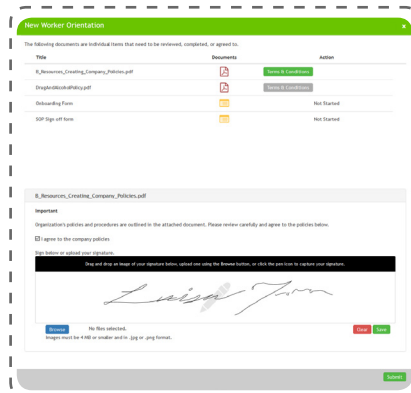 New Worker Orientation x
The following documents are individual items that need to be reviewed, completed, or agreed to.
Title Documents Action
B_Resources_Creating_Company_Policies.pdf Terms & Conditions
DrugAndAlcoholPolicy.pdf Terms & Conditions
Onboarding Form Not Started
SOP Sign off form Not Started
B_Resources_Creating_Company_Policies.pdf
Important
Organization's policies and procedures are outlined in the attached document. Please review carefully and agree to the policies below.
I agree to the company policies
Sign below or upload your signature.
Drag and drop an image of your signature below, upload one using the Browse button, or click the pen icon to capture your signature.
Browse No files selected. Clear Save
Images must be 4 MB or smaller and in .jpg or .png format.
Submit